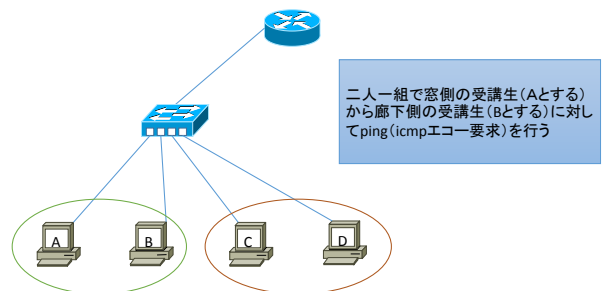 二人一組で窓側の受講生(Aとする)
から廊下側の受講生(Bとする)に対し
てping(icmpエコー要求)を行う
A
B
C
D